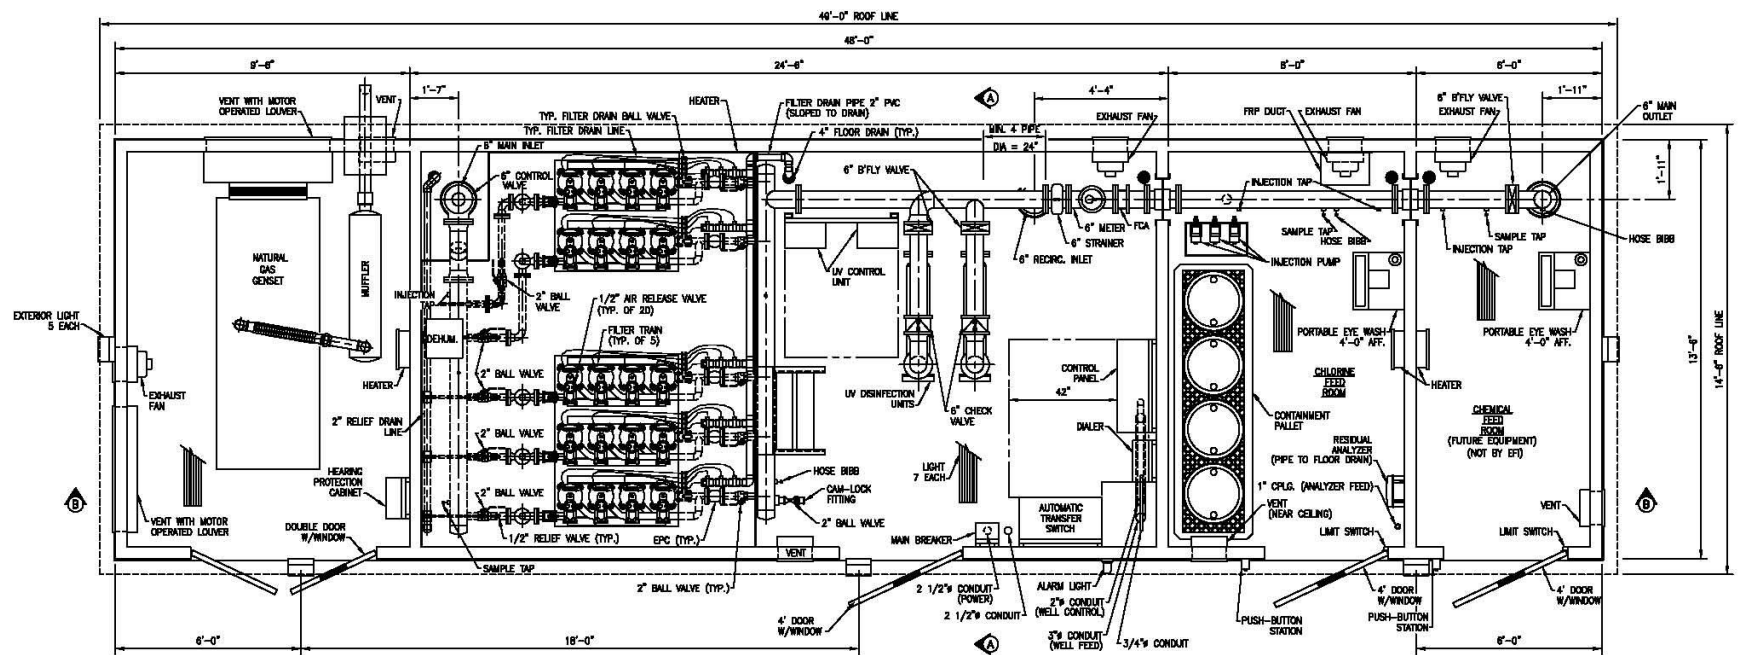 49'-0" ROOF LINE
48'-0"
9'-6"
24'-6"
8'-0"
6'-0"
1'-7"
4'-4"
1'-11"
VENT WITH MOTOR
OPERATED LOUVER
VENT
HEATER
FILTER DRAIN PIPE 2" PVC
(SLOPED TO DRAIN)
A
EXHAUST FAN
FRP DUCT
EXHAUST FAN
6" B'FLY VALVE
EXHAUST FAN
6" MAIN
OUTLET
TYP. FILTER DRAIN BALL VALVE
TYP. FILTER DRAIN LINE
4" FLOOR DRAIN (TYP.)
MIN. 4 PIPE
DIA = 24"
6" MAIN INLET
6" CONTROL
VALVE
6" B'FLY VALVE
INJECTION TAP
1'-11"
6" METER
FCA
6" STRAINER
6" RECIRC. INLET
SAMPLE TAP
HOSE BIBB
SAMPLE TAP
INJECTION TAP
HOSE BIBB
INJECTION PUMP
NATURAL
GAS
GENSET
MUFFLER
INJECTION
TAP
2" BALL
VALVE
UV CONTROL
UNIT
1/2" AIR RELEASE VALVE
(TYP. OF 20)
EXTERIOR LIGHT
5 EACH
DEHUM.
FILTER TRAIN
(TYP. OF 5)
PORTABLE EYE WASH
4'-0" AFF.
PORTABLE EYE WASH
4'-0" AFF.
13'-6"
14'-6" ROOF LINE
HEATER
2" BALL VALVE
CONTROL
PANEL
CHLORINE
FEED
ROOM
HEATER
EXHAUST
FAN
42"
UV DISINFECTION
UNITS
6" CHECK
VALVE
2" RELIEF DRAIN
LINE
2" BALL VALVE
DIALER
CONTAINMENT
PALLET
CHEMICAL
FEED
ROOM
(FUTURE EQUIPMENT)
(NOT BY EFI)
RESIDUAL
ANALYZER
(PIPE TO FLOOR DRAIN)
HEARING
PROTECTION
CABINET
HOSE BIBB
LIGHT
7 EACH
1" CPLG. (ANALYZER FEED)
B
2" BALL VALVE
CAM-LOCK
FITTING
VENT
(NEAR CEILING)
VENT
B
VENT WITH MOTOR
OPERATED LOUVER
DOUBLE DOOR
W/WINDOW
1/2" RELIEF VALVE (TYP.)
EPC (TYP.)
2" BALL VALVE
MAIN BREAKER
AUTOMATIC
TRANSFER
SWITCH
LIMIT SWITCH
LIMIT SWITCH
SAMPLE TAP
VENT
2" BALL VALVE (TYP.)
2 1/2"ø CONDUIT
(POWER)
ALARM LIGHT
2"ø CONDUIT
(WELL CONTROL)
4' DOOR
W/WINDOW
4' DOOR
W/WINDOW
4' DOOR
W/WINDOW
2 1/2"ø CONDUIT
PUSH-BUTTON
STATION
PUSH-BUTTON
STATION
6'-0"
18'-0"
A
3"ø CONDUIT
(WELL FEED)
3/4"ø CONDUIT
6'-0"